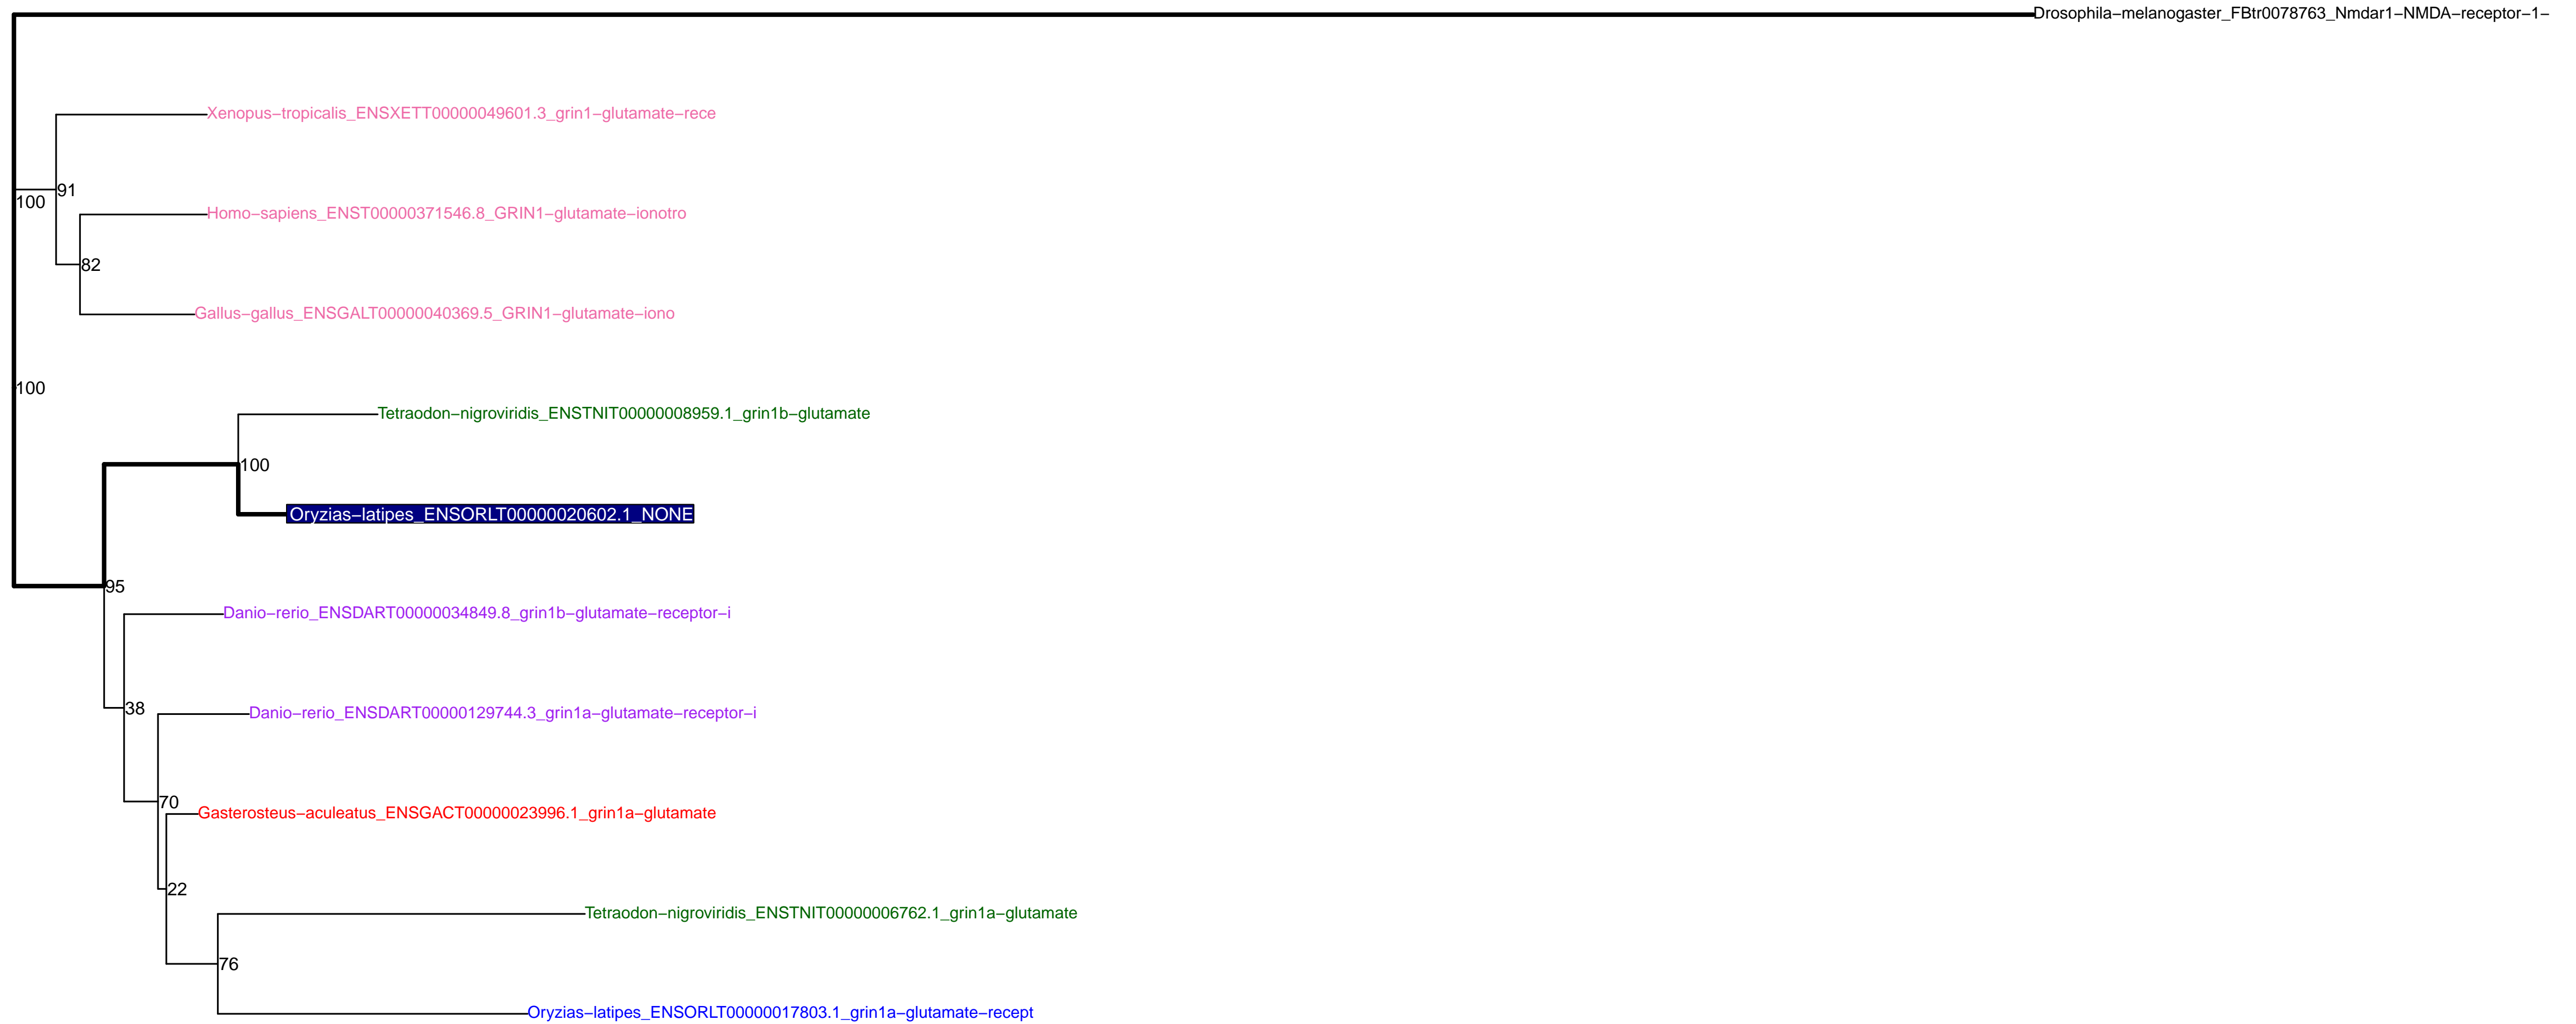 Drosophila−melanogaster_FBtr0078763_Nmdar1−NMDA−receptor−1−
Xenopus−tropicalis_ENSXETT00000049601.3_grin1−glutamate−rece
91
100
Homo−sapiens_ENST00000371546.8_GRIN1−glutamate−ionotro
82
Gallus−gallus_ENSGALT00000040369.5_GRIN1−glutamate−iono
100
Tetraodon−nigroviridis_ENSTNIT00000008959.1_grin1b−glutamate
100
Oryzias−latipes_ENSORLT00000020602.1_NONE
95
Danio−rerio_ENSDART00000034849.8_grin1b−glutamate−receptor−i
38
Danio−rerio_ENSDART00000129744.3_grin1a−glutamate−receptor−i
70
Gasterosteus−aculeatus_ENSGACT00000023996.1_grin1a−glutamate
22
Tetraodon−nigroviridis_ENSTNIT00000006762.1_grin1a−glutamate
76
Oryzias−latipes_ENSORLT00000017803.1_grin1a−glutamate−recept